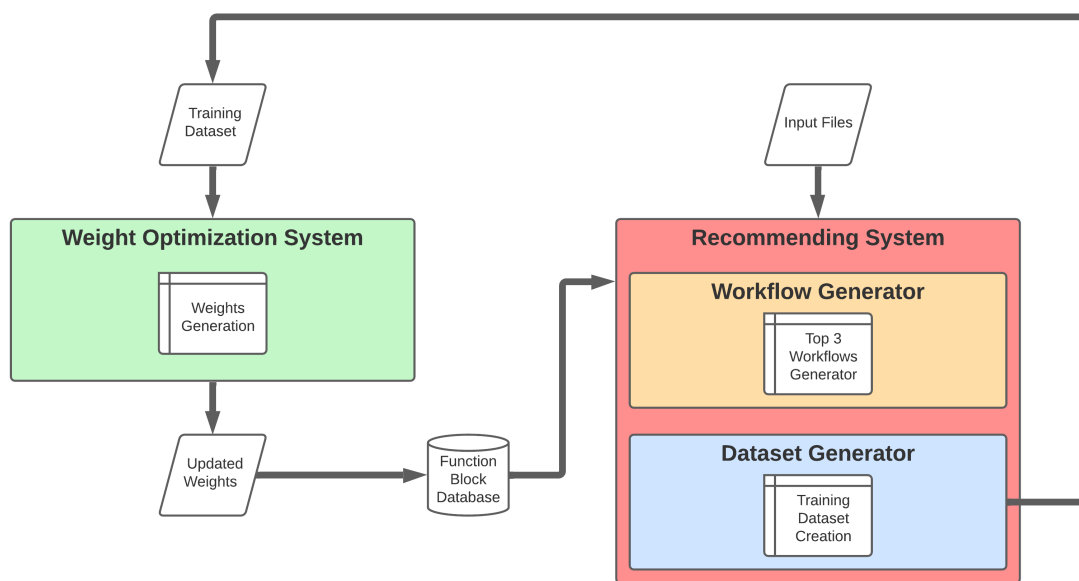 Training
Dataset
Input Files
Weight Optimization System
Weights
Generation
Updated
Weights
Function
Block
Database
Recommending System
Workflow Generator
Top 3
Workflows
Generator
Dataset Generator
Training
Dataset
Creation